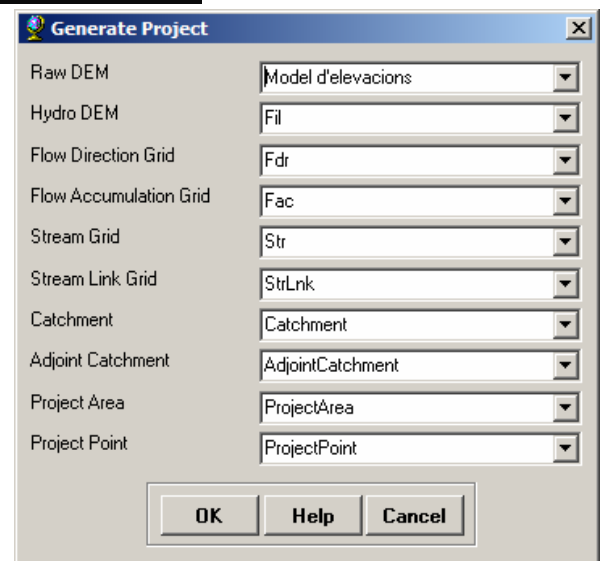 Generate Project
Raw DEM Model d'elevacions
Hydro DEM Fil
Flow Direction Grid Fdr
Flow Accumulation Grid Fac
Stream Grid Str
Stream Link Grid StrLnk
Catchment Catchment
Adjoint Catchment AdjointCatchment
Project Area ProjectArea
Project Point ProjectPoint
OK Help Cancel